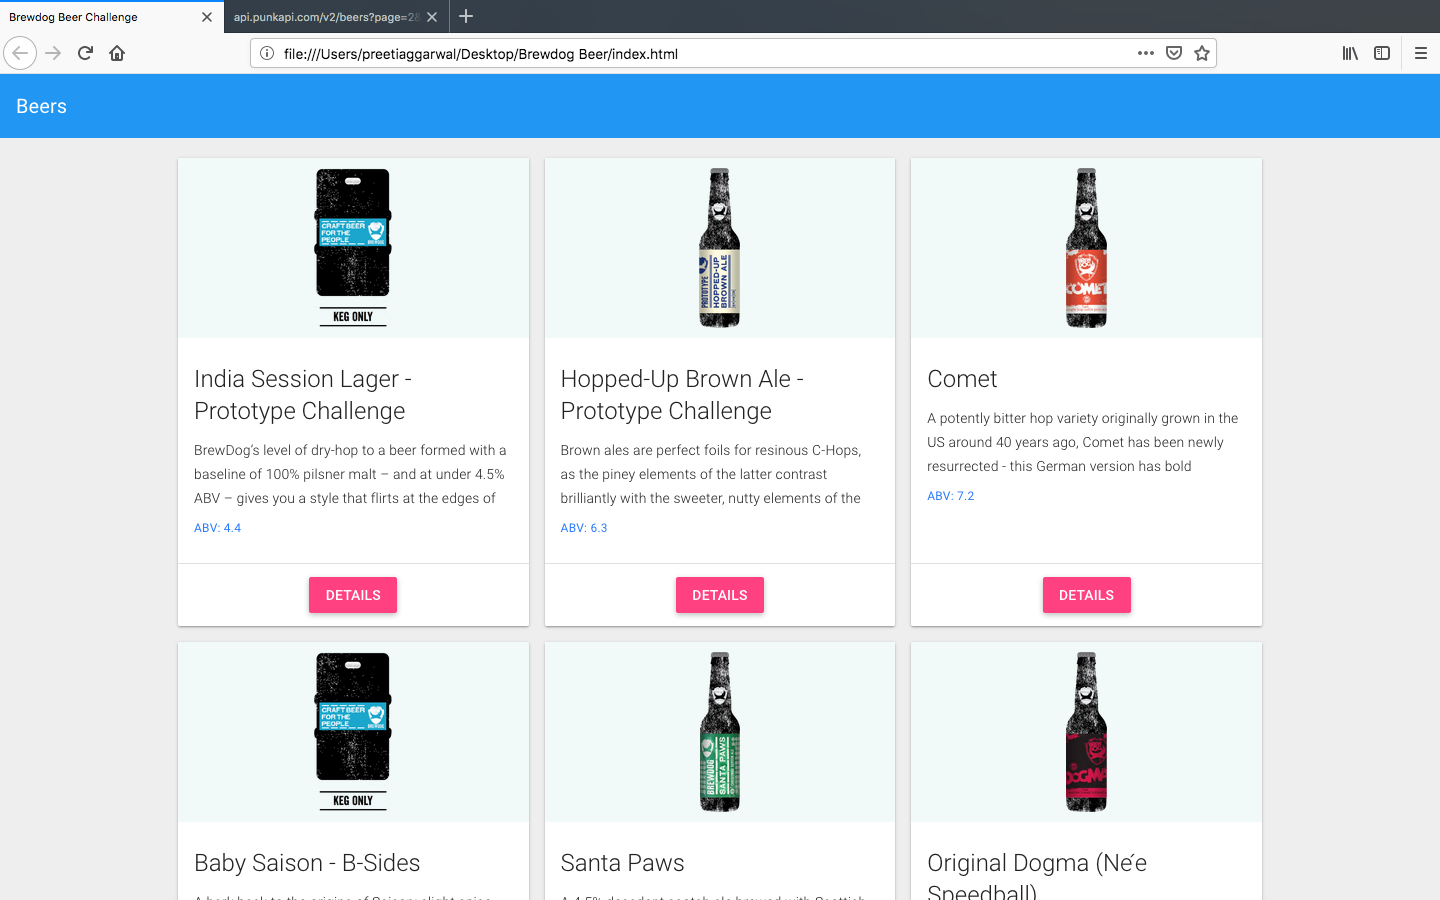 Brewdog Beer Challenge
api.punkapi.com/v2/beers?page=2&
file:///Users/preetiaggarwal/Desktop/Brewdog Beer/index.html
Beers
CRAFT BEER
FOR THE
PEOPLE
BREWDOG
KEG ONLY
PROTOTYPE
HOPPED-UP
BROWN ALE
COMET
India Session Lager -
Prototype Challenge
BrewDog’s level of dry-hop to a beer formed with a
baseline of 100% pilsner malt – and at under 4.5%
ABV – gives you a style that flirts at the edges of
ABV: 4.4
DETAILS
Hopped-Up Brown Ale -
Prototype Challenge
Brown ales are perfect foils for resinous C-Hops,
as the piney elements of the latter contrast
brilliantly with the sweeter, nutty elements of the
ABV: 6.3
DETAILS
Comet
A potently bitter hop variety originally grown in the
US around 40 years ago, Comet has been newly
resurrected - this German version has bold
ABV: 7.2
DETAILS
CRAFT BEER
FOR THE
PEOPLE
BREWDOG
KEG ONLY
BREWDOG
SANTA PAWS
DOGMA
Baby Saison - B-Sides
Santa Paws
Original Dogma (Ne´e
Speedball)